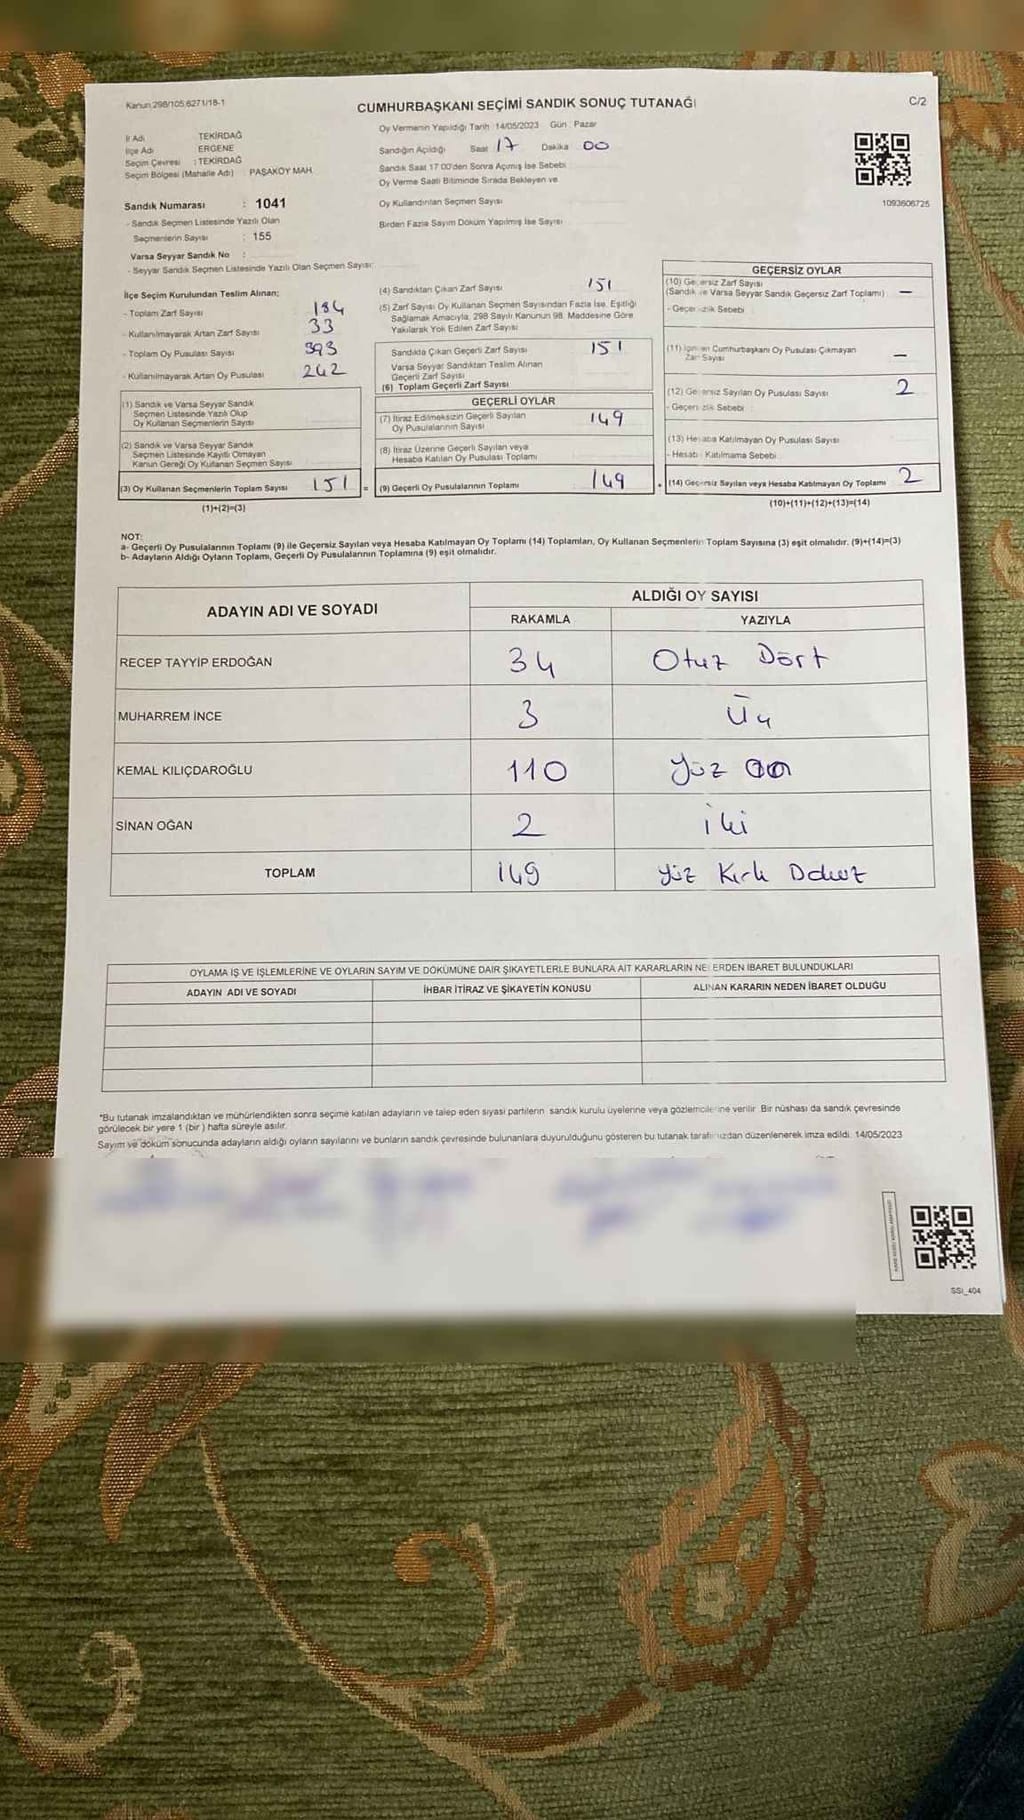 Kanun 298/105,6271/18-1
CUMHURBAŞKANI SEÇİMİ SANDIK SONUÇ TUTANAĞI
C/2
İl Adı TEKİRDAĞ
İlçe Adı ERGENE
Seçim Çevresi : TEKİRDAĞ
Seçim Bölgesi (Mahalle Adı) PAŞAKÖY MAH.
Sandık Numarası : 1041
- Sandık Seçmen Listesinde Yazılı Olan
Seçmenlerin Sayısı : 155
Varsa Seyyar Sandık No :
- Seyyar Sandık Seçmen Listesinde Yazılı Olan Seçmen Sayısı:
Oy Vermenin Yapıldığı Tarih 14/05/2023 Gün Pazar
Sandığın Açıldığı Saat 17 Dakika 00
Sandık Saat 17.00'den Sonra Açılmış İse Sebebi
Oy Verme Saati Bitiminde Sırada Bekleyen ve
Oy Kullandırılan Seçmen Sayısı
Birden Fazla Sayım Döküm Yapılmış İse Sayısı
1093606725
İlçe Seçim Kurulundan Teslim Alınan;
- Toplam Zarf Sayısı 184
- Kullanılmayarak Artan Zarf Sayısı 33
- Toplam Oy Pusulası Sayısı 393
- Kullanılmayarak Artan Oy Pusulası 242
(1) Sandık ve Varsa Seyyar Sandık
Seçmen Listesinde Yazılı Olup
Oy Kullanan Seçmenlerin Sayısı
(2) Sandık ve Varsa Seyyar Sandık
Seçmen Listesinde Kayıtlı Olmayan
Kanun Gereği Oy Kullanan Seçmen Sayısı
(3) Oy Kullanan Seçmenlerin Toplam Sayısı 151 =
(1)+(2)=(3)
(4) Sandıktan Çıkan Zarf Sayısı 151
(5) Zarf Sayısı Oy Kullanan Seçmen Sayısından Fazla İse, Eşitliği
Sağlamak Amacıyla, 298 Sayılı Kanunun 98. Maddesine Göre
Yakılarak Yok Edilen Zarf Sayısı
Sandıkta Çıkan Geçerli Zarf Sayısı 151
Varsa Seyyar Sandıktan Teslim Alınan
Geçerli Zarf Sayısı
(6) Toplam Geçerli Zarf Sayısı
GEÇERLİ OYLAR
(7) İtiraz Edilmeksizin Geçerli Sayılan
Oy Pusulalarının Sayısı 149
(8) İtiraz Üzerine Geçerli Sayılan veya
Hesaba Katılan Oy Pusulası Toplamı
(9) Geçerli Oy Pusulalarının Toplamı 149
GEÇERSİZ OYLAR
(10) Geçersiz Zarf Sayısı
(Sandık ve Varsa Seyyar Sandık Geçersiz Zarf Toplamı) —
- Geçersizlik Sebebi
(11) İçinden Cumhurbaşkanı Oy Pusulası Çıkmayan
Zarf Sayısı —
(12) Geçersiz Sayılan Oy Pusulası Sayısı 2
- Geçersizlik Sebebi
(13) Hesaba Katılmayan Oy Pusulası Sayısı
- Hesaba Katılmama Sebebi
(14) Geçersiz Sayılan veya Hesaba Katılmayan Oy Toplamı 2
(10)+(11)+(12)+(13)=(14)
NOT:
a- Geçerli Oy Pusulalarının Toplamı (9) ile Geçersiz Sayılan veya Hesaba Katılmayan Oy Toplamı (14) Toplamları, Oy Kullanan Seçmenlerin Toplam Sayısına (3) eşit olmalıdır. (9)+(14)=(3)
b- Adayların Aldığı Oyların Toplamı, Geçerli Oy Pusulalarının Toplamına (9) eşit olmalıdır.
ADAYIN ADI VE SOYADI ALDIĞI OY SAYISI
RAKAMLA YAZIYLA
RECEP TAYYİP ERDOĞAN 34 Otuz Dört
MUHARREM İNCE 3 Üç
KEMAL KILIÇDAROĞLU 110 Yüz On
SİNAN OĞAN 2 İki
TOPLAM 149 Yüz Kırk Dokuz
OYLAMA İŞ VE İŞLEMLERİNE VE OYLARIN SAYIM VE DÖKÜMÜNE DAİR ŞİKAYETLERLE BUNLARA AİT KARARLARIN NELERDEN İBARET BULUNDUKLARI
ADAYIN ADI VE SOYADI İHBAR İTİRAZ VE ŞİKAYETİN KONUSU ALINAN KARARIN NEDEN İBARET OLDUĞU
*Bu tutanak imzalandıktan ve mühürlendikten sonra seçime katılan adayların ve talep eden siyasi partilerin sandık kurulu üyelerine veya gözlemcilerine verilir. Bir nüshası da sandık çevresinde
görülecek bir yere 1 (bir) hafta süreyle asılır.
Sayım ve döküm sonucunda adayların aldığı oyların sayılarını ve bunların sandık çevresinde bulunanlara duyurulduğunu gösteren bu tutanak tarafımızdan düzenlenerek imza edildi. 14/05/2023
SSI_404